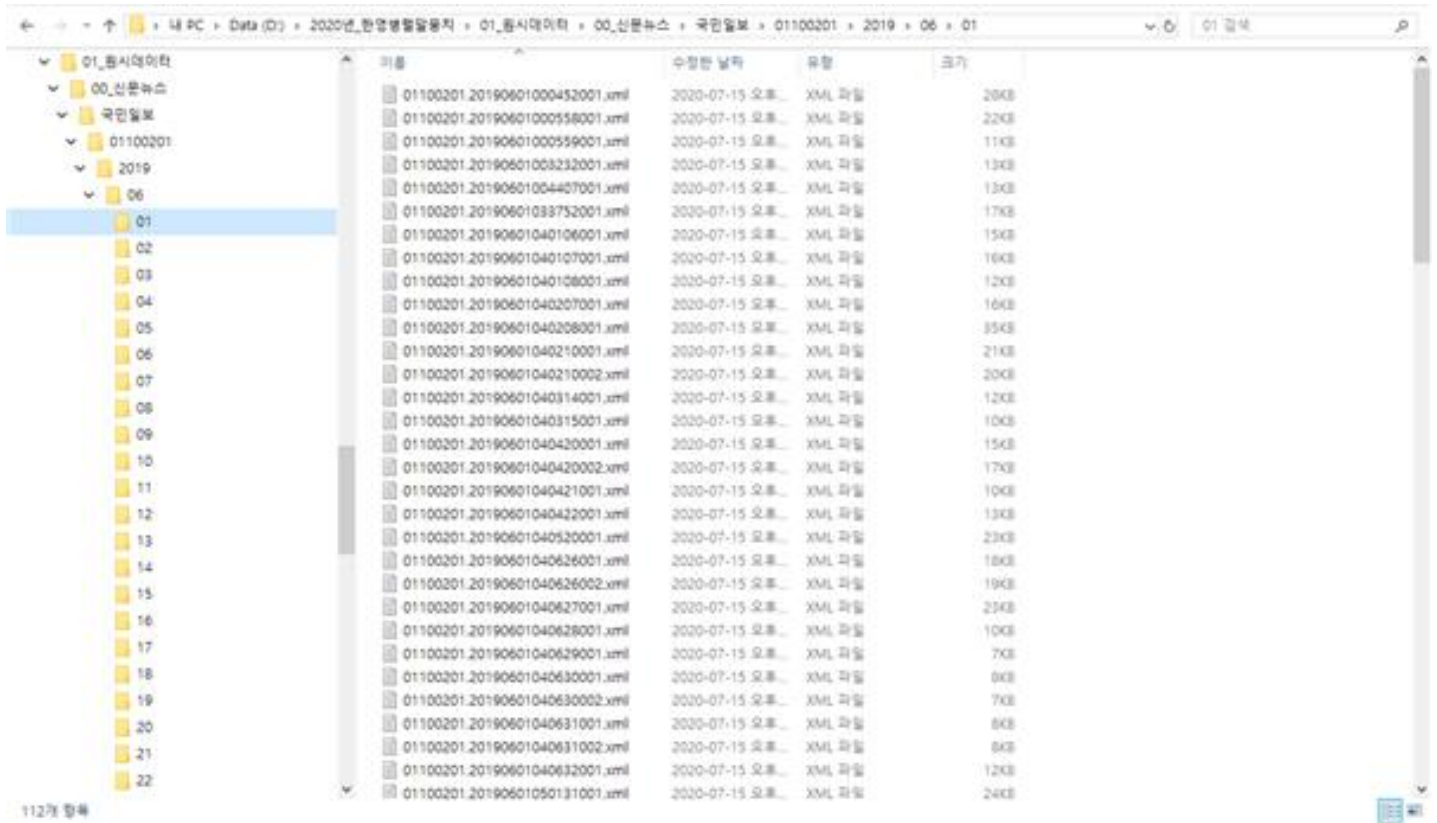 내 PC › Data (D:) › 2020년_한영병렬말뭉치 › 01_원시데이터 › 00_신문뉴스 › 국민일보 › 01100201 › 2019 › 06 › 01
01 검색
01_원시데이터
00_신문뉴스
국민일보
01100201
2019
06
01
02
03
04
05
06
07
08
09
10
11
12
13
14
15
16
17
18
19
20
21
22
이름 수정한 날짜 유형 크기
01100201.20190601000452001.xml 2020-07-15 오후... XML 파일 28KB
01100201.20190601000558001.xml 2020-07-15 오후... XML 파일 22KB
01100201.20190601000559001.xml 2020-07-15 오후... XML 파일 11KB
01100201.20190601003232001.xml 2020-07-15 오후... XML 파일 13KB
01100201.20190601004407001.xml 2020-07-15 오후... XML 파일 13KB
01100201.20190601033752001.xml 2020-07-15 오후... XML 파일 17KB
01100201.20190601040106001.xml 2020-07-15 오후... XML 파일 15KB
01100201.20190601040107001.xml 2020-07-15 오후... XML 파일 16KB
01100201.20190601040108001.xml 2020-07-15 오후... XML 파일 12KB
01100201.20190601040207001.xml 2020-07-15 오후... XML 파일 16KB
01100201.20190601040208001.xml 2020-07-15 오후... XML 파일 35KB
01100201.20190601040210001.xml 2020-07-15 오후... XML 파일 21KB
01100201.20190601040210002.xml 2020-07-15 오후... XML 파일 20KB
01100201.20190601040314001.xml 2020-07-15 오후... XML 파일 12KB
01100201.20190601040315001.xml 2020-07-15 오후... XML 파일 10KB
01100201.20190601040420001.xml 2020-07-15 오후... XML 파일 15KB
01100201.20190601040420002.xml 2020-07-15 오후... XML 파일 17KB
01100201.20190601040421001.xml 2020-07-15 오후... XML 파일 10KB
01100201.20190601040422001.xml 2020-07-15 오후... XML 파일 13KB
01100201.20190601040520001.xml 2020-07-15 오후... XML 파일 23KB
01100201.20190601040626001.xml 2020-07-15 오후... XML 파일 18KB
01100201.20190601040626002.xml 2020-07-15 오후... XML 파일 19KB
01100201.20190601040627001.xml 2020-07-15 오후... XML 파일 23KB
01100201.20190601040628001.xml 2020-07-15 오후... XML 파일 10KB
01100201.20190601040629001.xml 2020-07-15 오후... XML 파일 7KB
01100201.20190601040630001.xml 2020-07-15 오후... XML 파일
01100201.20190601040630002.xml 2020-07-15 오후... XML 파일 7KB
01100201.20190601040631001.xml 2020-07-15 오후... XML 파일 8KB
01100201.20190601040631002.xml 2020-07-15 오후... XML 파일
01100201.20190601040632001.xml 2020-07-15 오후... XML 파일 12KB
01100201.20190601050131001.xml 2020-07-15 오후... XML 파일 24KB
112개 항목